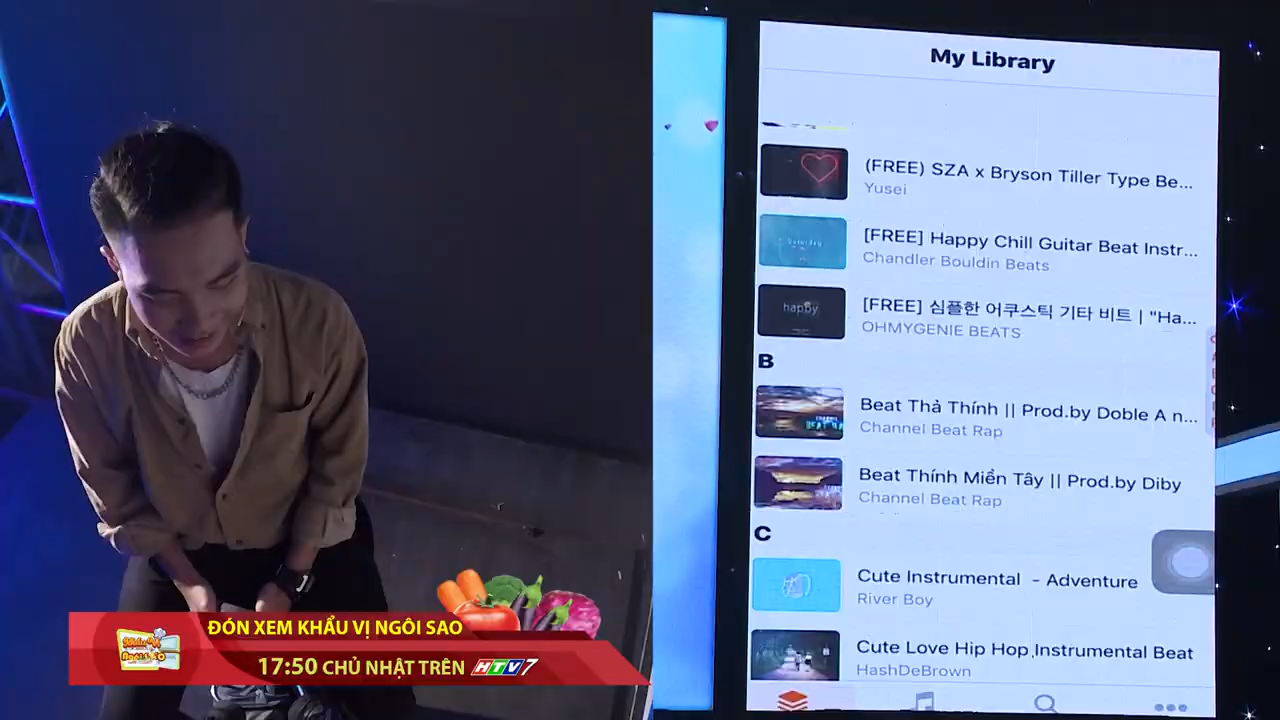 My Library
(FREE) SZA x Bryson Tiller Type Be...
Yusei
Saturday
[FREE] Happy Chill Guitar Beat Instr...
Chandler Bouldin Beats
happy
[FREE] 심플한 어쿠스틱 기타 비트 | "Ha...
OHMYGENIE BEATS
B
Beat Thả Thính || Prod.by Doble A n...
Channel Beat Rap
Beat Thính Miền Tây || Prod.by Diby
Channel Beat Rap
C
Cute Instrumental - Adventure
River Boy
Cute Love Hip Hop Instrumental Beat
HashDeBrown
ĐÓN XEM KHẨU VỊ NGÔI SAO
17:50 CHỦ NHẬT TRÊN HTV7